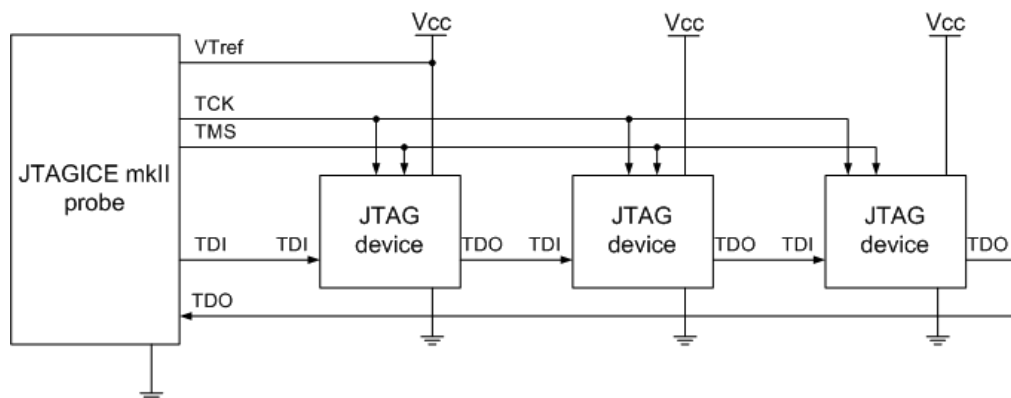 Vcc
Vcc
Vcc
VTref
TCK
TMS
JTAGICE mkII
probe
JTAG
device
JTAG
device
JTAG
device
TDI
TDI
TDO
TDI
TDO
TDI
TDO
TDO